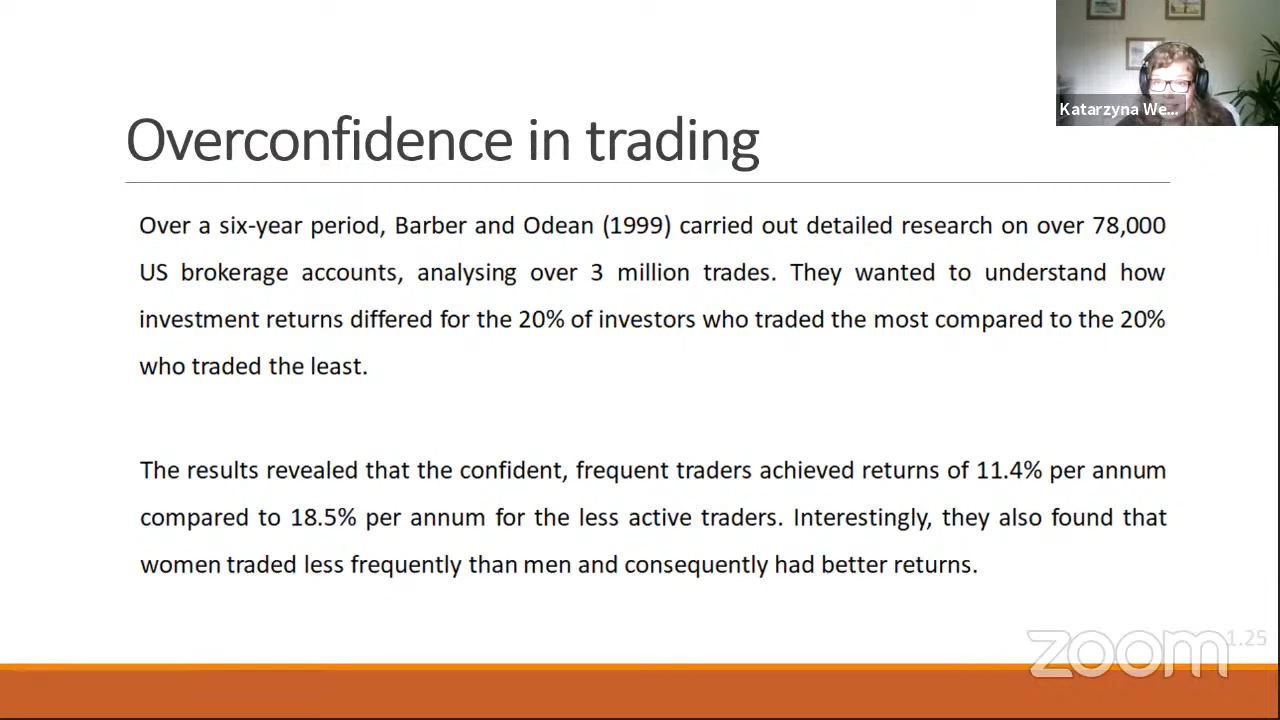 Katarzyna We...
Overconfidence in trading
Over a six-year period, Barber and Odean (1999) carried out detailed research on over 78,000
US brokerage accounts, analysing over 3 million trades. They wanted to understand how
investment returns differed for the 20% of investors who traded the most compared to the 20%
who traded the least.
The results revealed that the confident, frequent traders achieved returns of 11.4% per annum
compared to 18.5% per annum for the less active traders. Interestingly, they also found that
women traded less frequently than men and consequently had better returns.
zoom
1.25